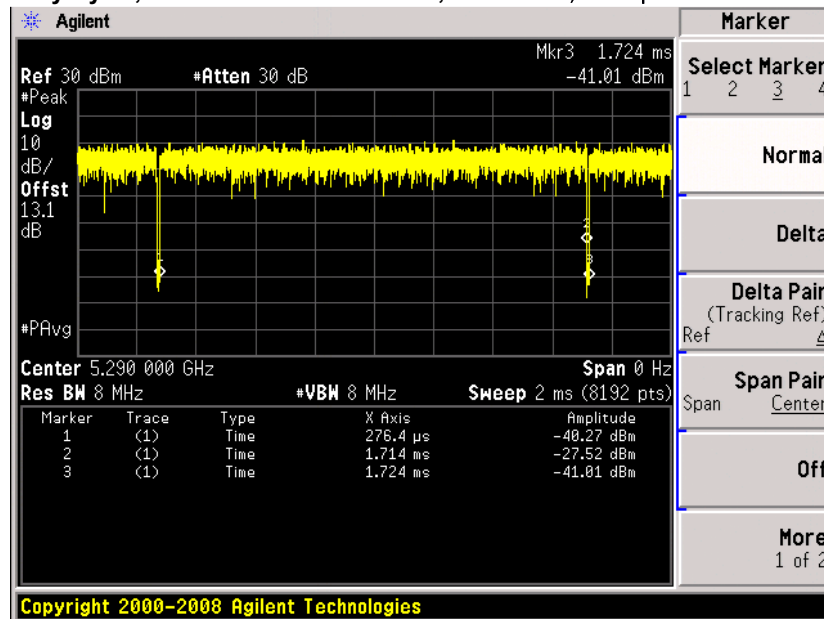 Agilent
Marker
Mkr3 1.724 ms
Ref 30 dBm #Atten 30 dB -41.01 dBm
#Peak
Log
10
dB/
Offst
13.1
dB
#PAvg
Center 5.290 000 GHz Span 0 Hz
Res BW 8 MHz #VBW 8 MHz Sweep 2 ms (8192 pts)
Marker Trace Type X Axis Amplitude
1 (1) Time 276.4 µs -40.27 dBm
2 (1) Time 1.714 ms -27.52 dBm
3 (1) Time 1.724 ms -41.01 dBm
Select Marker
1 2 3 4
Normal
Delta
Delta Pair
(Tracking Ref)
Ref Δ
Span Pair
Span Center
Off
More
1 of 2
Copyright 2000-2008 Agilent Technologies